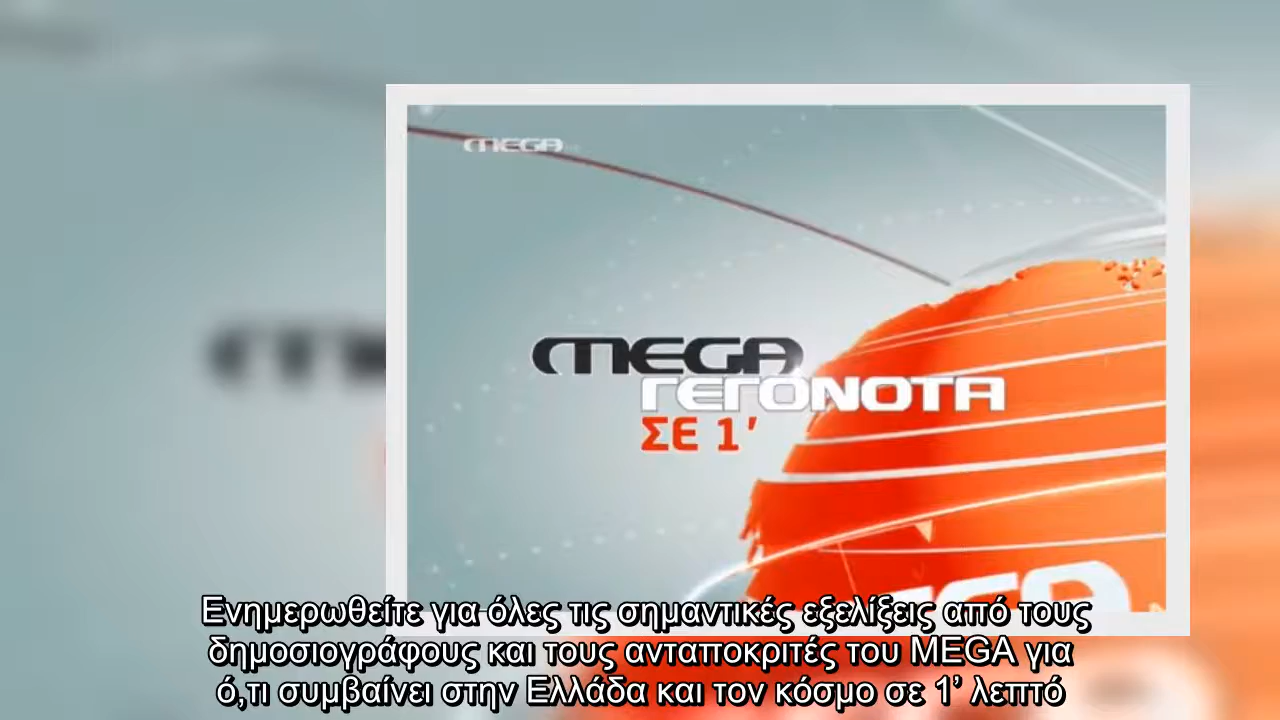 MEGA
MEGA
ΓΕΓΟΝΟΤΑ
ΣΕ 1'
Ενημερωθείτε για όλες τις σημαντικές εξελίξεις από τους
δημοσιογράφους και τους ανταποκριτές του MEGA για
ό,τι συμβαίνει στην Ελλάδα και τον κόσμο σε 1’ λεπτό